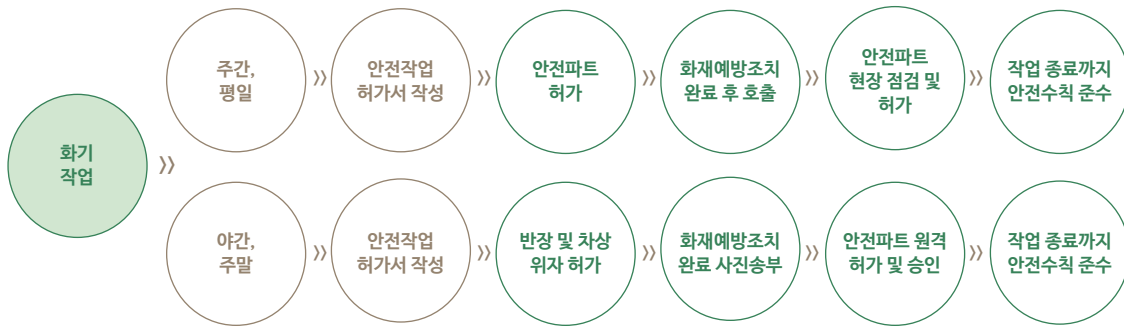 화기
작업
주간,
평일
안전작업
허가서 작성
안전파트
허가
화재예방조치
완료 후 호출
안전파트
현장 점검 및
허가
작업 종료까지
안전수칙 준수
야간,
주말
안전작업
허가서 작성
반장 및 차상
위자 허가
화재예방조치
완료 사진송부
안전파트 원격
허가 및 승인
작업 종료까지
안전수칙 준수